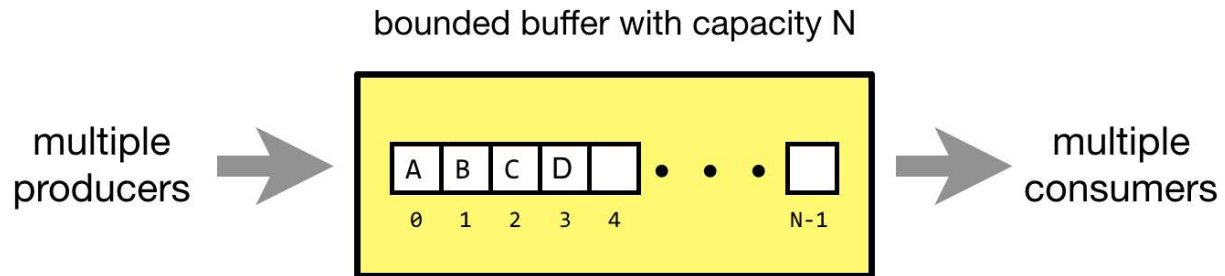 bounded buffer with capacity N
multiple
producers
A B C D
0 1 2 3 4 N-1
multiple
consumers